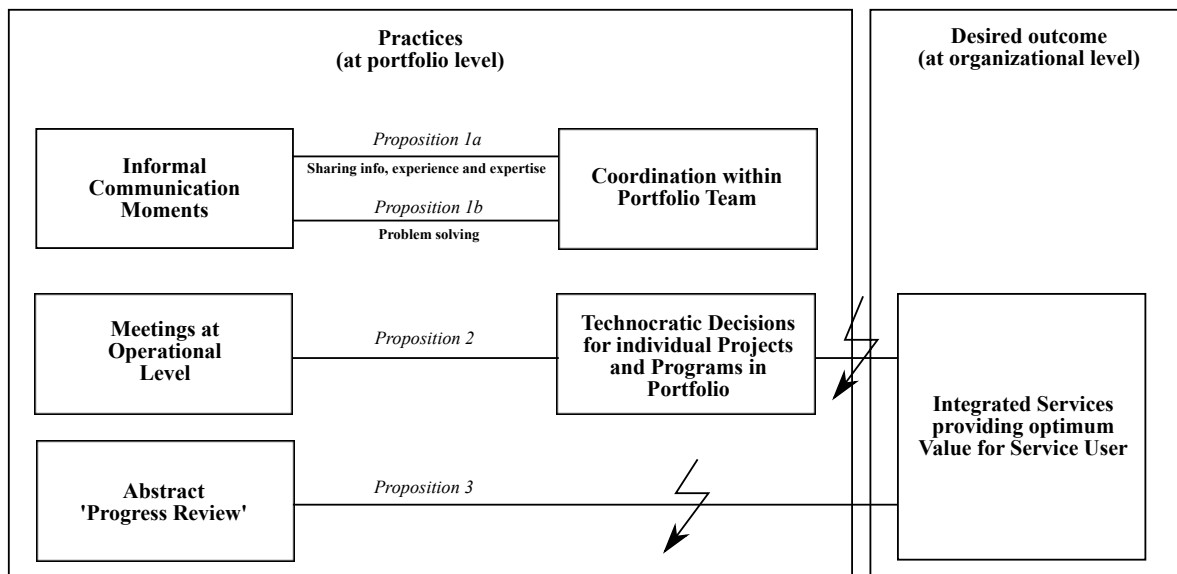 Practices
(at portfolio level)
Desired outcome
(at organizational level)
Informal
Communication
Moments
Proposition 1a
Sharing info, experience and expertise
Proposition 1b
Problem solving
Coordination within
Portfolio Team
Meetings at
Operational
Level
Proposition 2
Technocratic Decisions
for individual Projects
and Programs in
Portfolio
Integrated Services
providing optimum
Value for Service User
Abstract
'Progress Review'
Proposition 3